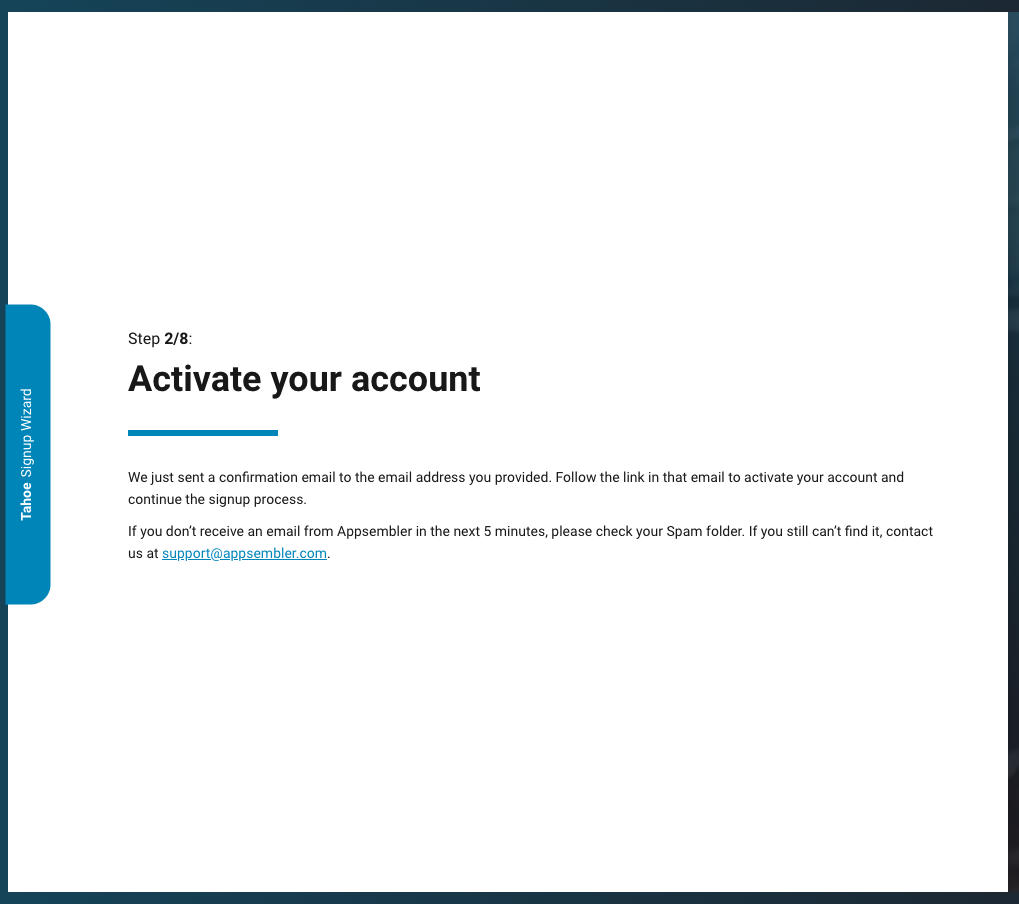 Step 2/8:
Activate your account
We just sent a confirmation email to the email address you provided. Follow the link in that email to activate your account and
continue the signup process.
If you don’t receive an email from Appsembler in the next 5 minutes, please check your Spam folder. If you still can’t find it, contact
us at support@appsembler.com.
Tahoe Signup Wizard